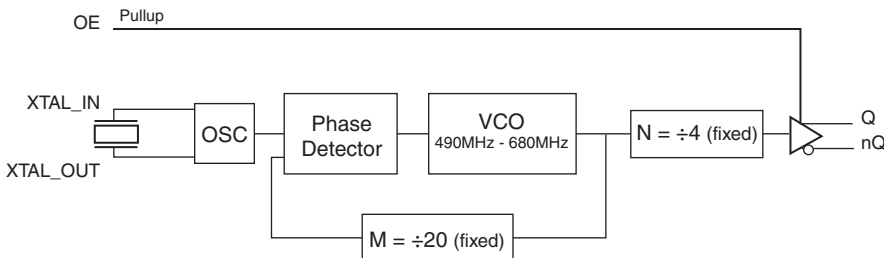 OE
Pullup
XTAL_IN
XTAL_OUT
OSC
Phase
Detector
VCO
490MHz - 680MHz
N = ÷4 (fixed)
Q
nQ
M = ÷20 (fixed)